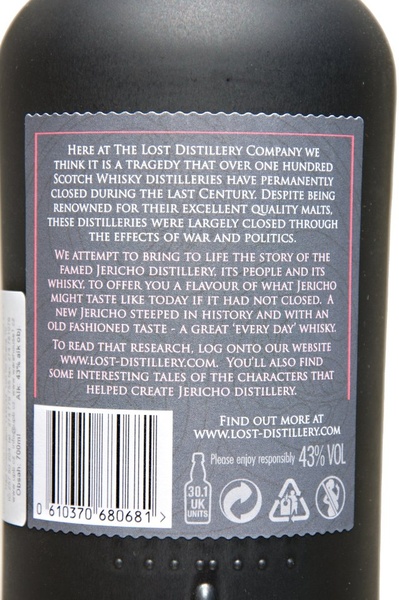 HERE AT THE LOST DISTILLERY COMPANY WE
THINK IT IS A TRAGEDY THAT OVER ONE HUNDRED
SCOTCH WHISKY DISTILLERIES HAVE PERMANENTLY
CLOSED DURING THE LAST CENTURY. DESPITE BEING
RENOWNED FOR THEIR EXCELLENT QUALITY MALTS,
THESE DISTILLERIES WERE LARGELY CLOSED THROUGH
THE EFFECTS OF WAR AND POLITICS.
WE ATTEMPT TO BRING TO LIFE THE STORY OF THE
FAMED JERICHO DISTILLERY, ITS PEOPLE AND ITS
WHISKY, TO OFFER YOU A FLAVOUR OF WHAT JERICHO
MIGHT TASTE LIKE TODAY IF IT HAD NOT CLOSED. A
NEW JERICHO STEEPED IN HISTORY AND WITH AN
OLD FASHIONED TASTE - A GREAT 'EVERY DAY' WHISKY.
TO READ THAT RESEARCH, LOG ONTO OUR WEBSITE
WWW.LOST-DISTILLERY.COM. YOU'LL ALSO FIND
SOME INTERESTING TALES OF THE CHARACTERS THAT
HELPED CREATE JERICHO DISTILLERY.
FIND OUT MORE AT
WWW.LOST-DISTILLERY.COM
Please enjoy responsibly 43% VOL
30.1
UK
UNITS
0 610370 680681 >
Alk. 43% alk obj
Obsah: 700ml